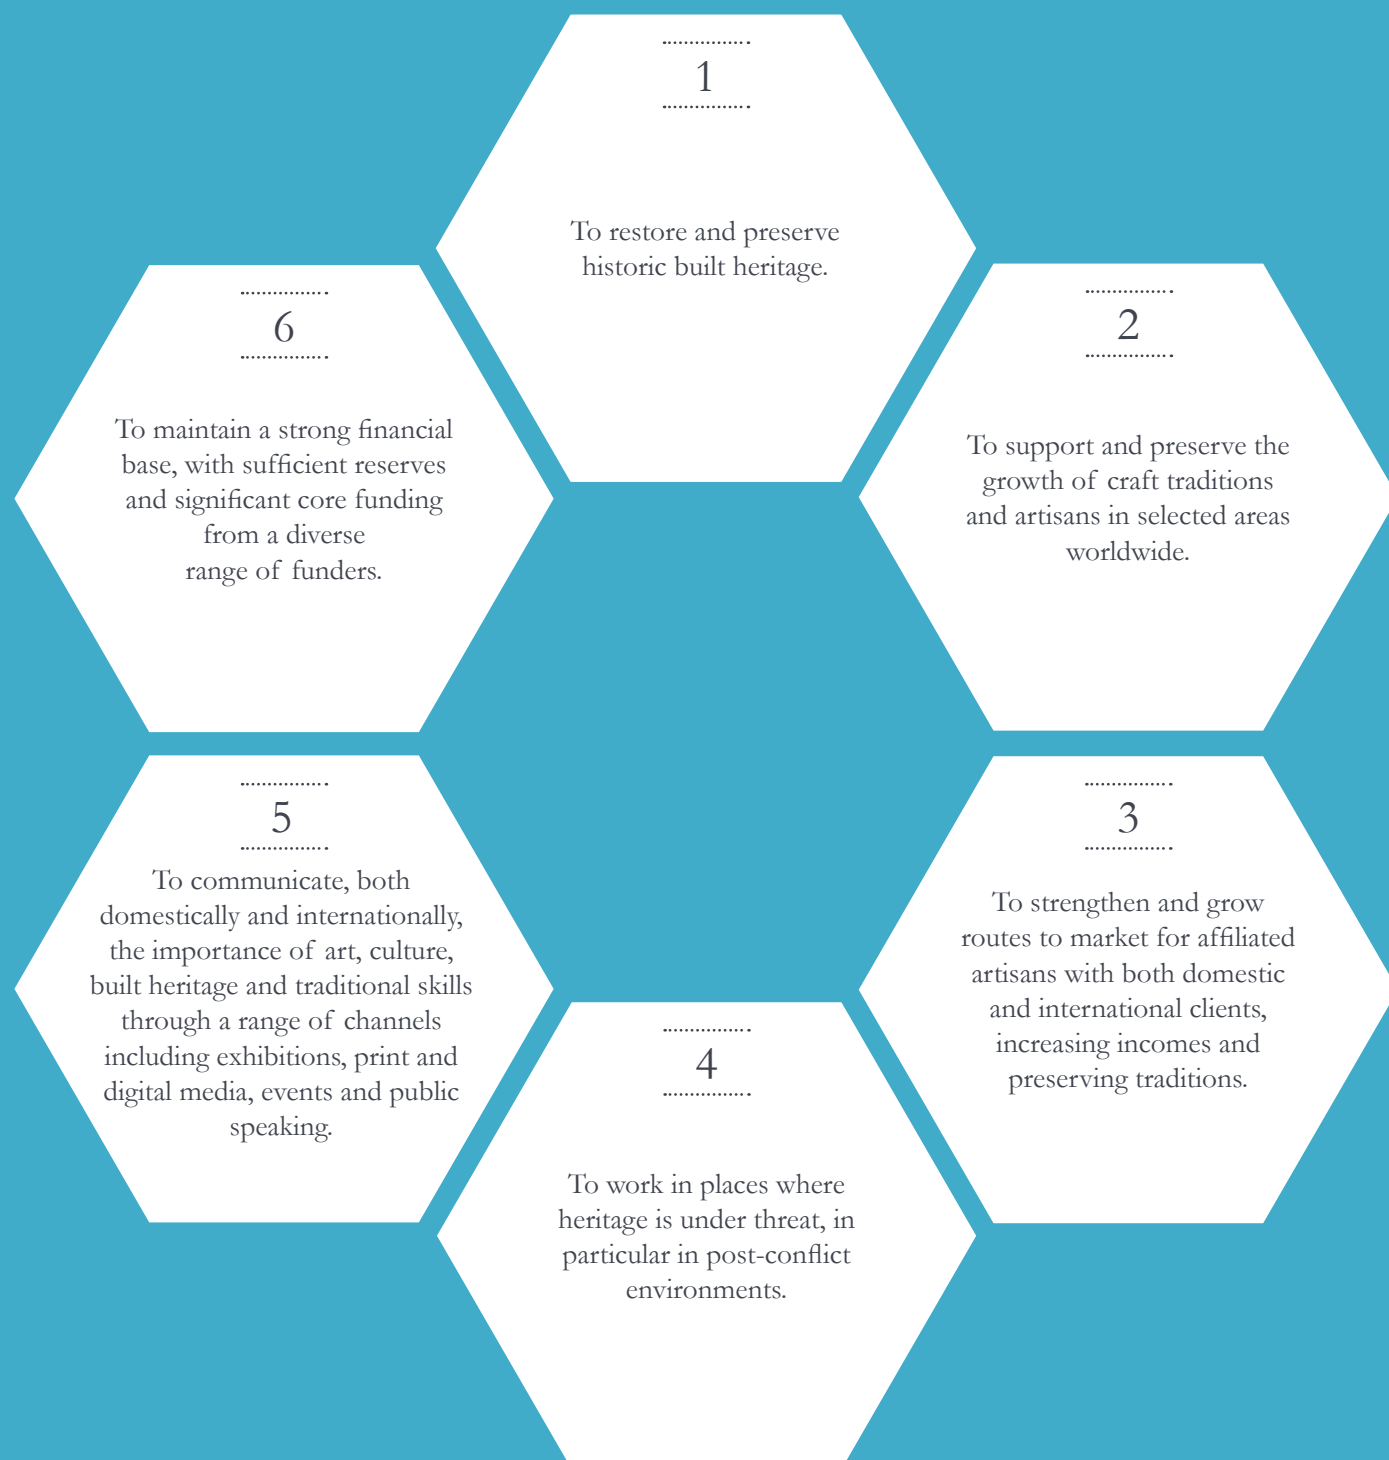 1
To restore and preserve
historic built heritage.
2
To support and preserve the
growth of craft traditions
and artisans in selected areas
worldwide.
3
To strengthen and grow
routes to market for affiliated
artisans with both domestic
and international clients,
increasing incomes and
preserving traditions.
4
To work in places where
heritage is under threat, in
particular in post-conflict
environments.
5
To communicate, both
domestically and internationally,
the importance of art, culture,
built heritage and traditional skills
through a range of channels
including exhibitions, print and
digital media, events and public
speaking.
6
To maintain a strong financial
base, with sufficient reserves
and significant core funding
from a diverse
range of funders.